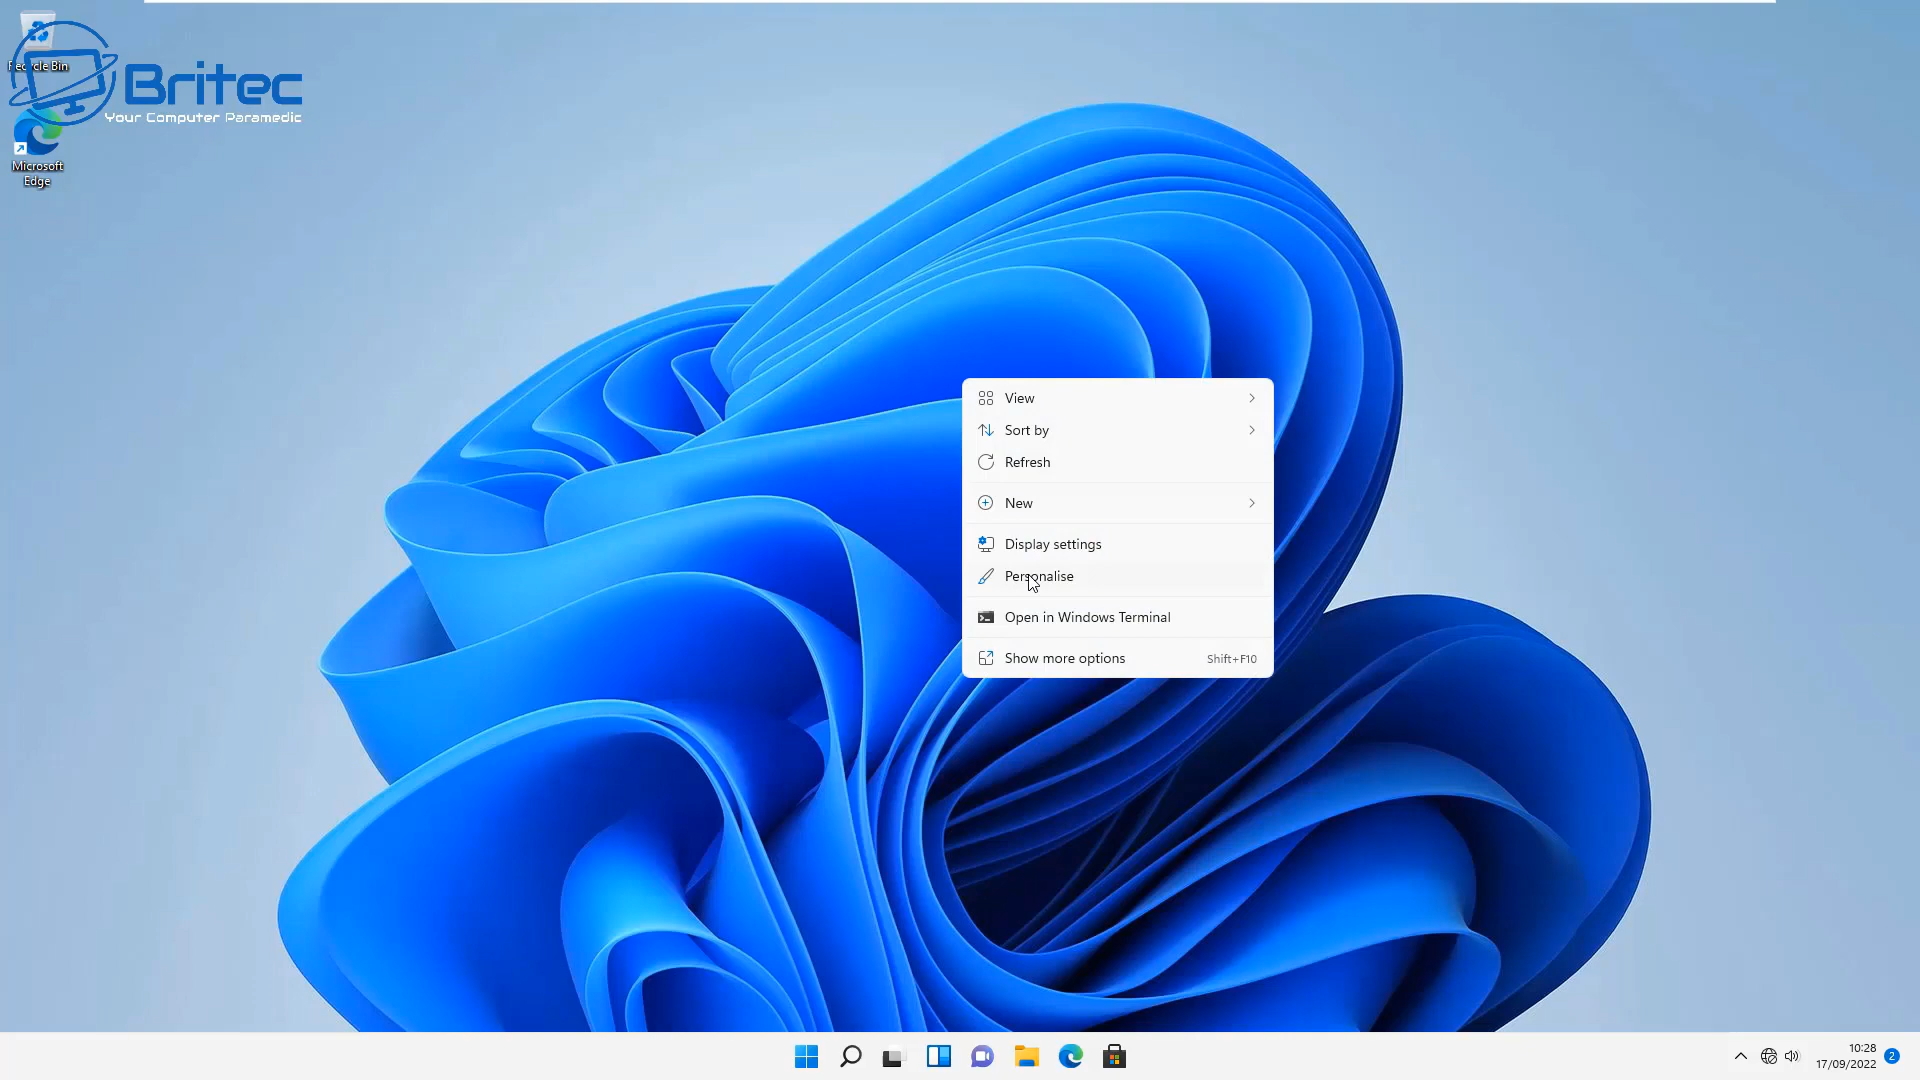 Recycle Bin
Britec
Your Computer Paramedic
Microsoft
Edge
View
Sort by
Refresh
New
Display settings
Personalise
Open in Windows Terminal
Show more options Shift+F10
10:28
17/09/2022
2